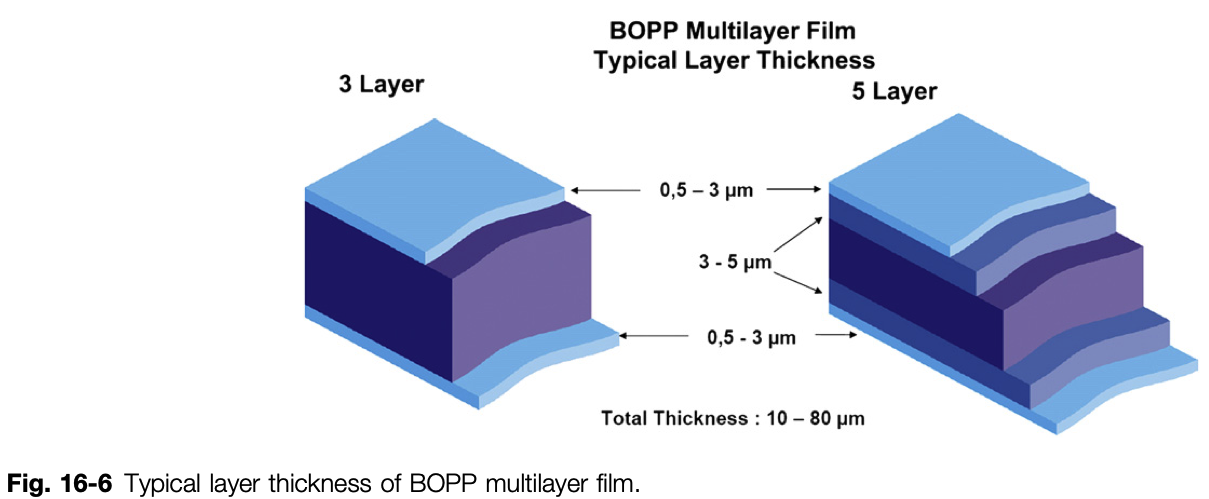 BOPP Multilayer Film
Typical Layer Thickness
3 Layer
5 Layer
0,5 – 3 µm
3 - 5 µm
0,5 - 3 µm
Total Thickness : 10 – 80 µm
Fig. 16-6 Typical layer thickness of BOPP multilayer film.